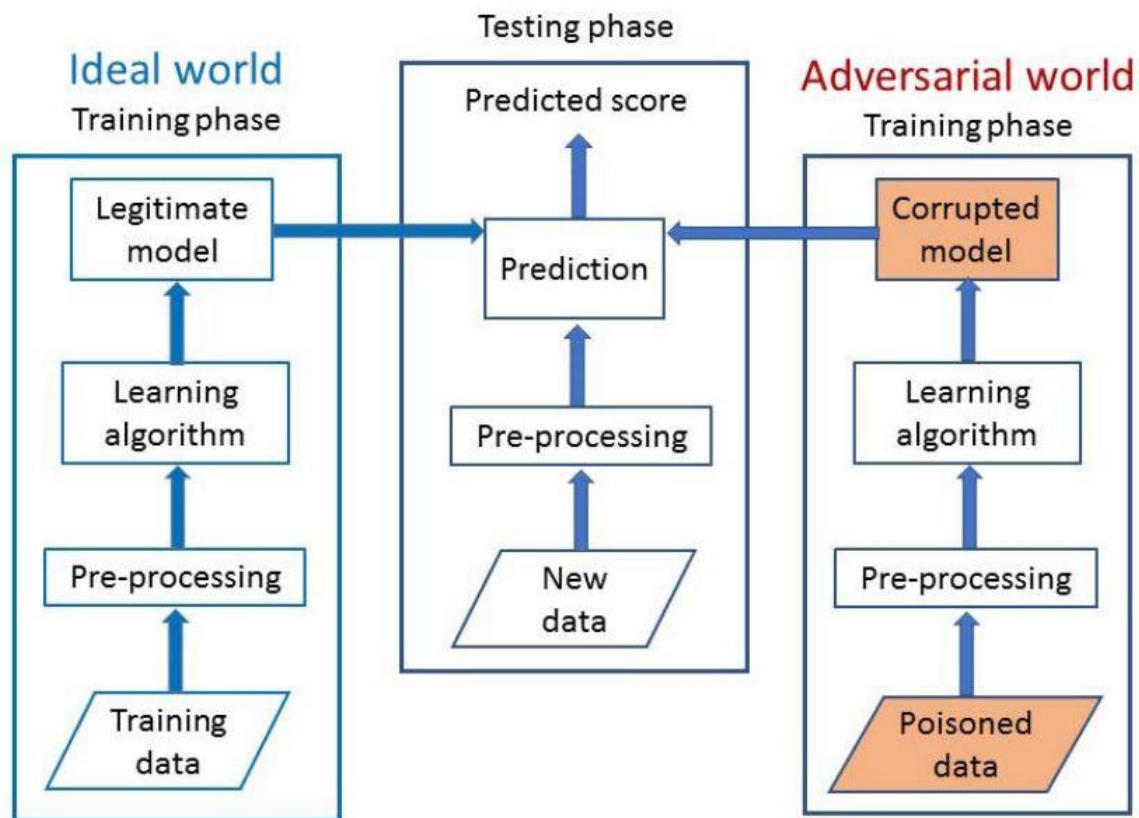 Ideal world
Training phase
Legitimate
model
Learning
algorithm
Pre-processing
Training
data
Testing phase
Predicted score
Prediction
Pre-processing
New
data
Adversarial world
Training phase
Corrupted
model
Learning
algorithm
Pre-processing
Poisoned
data